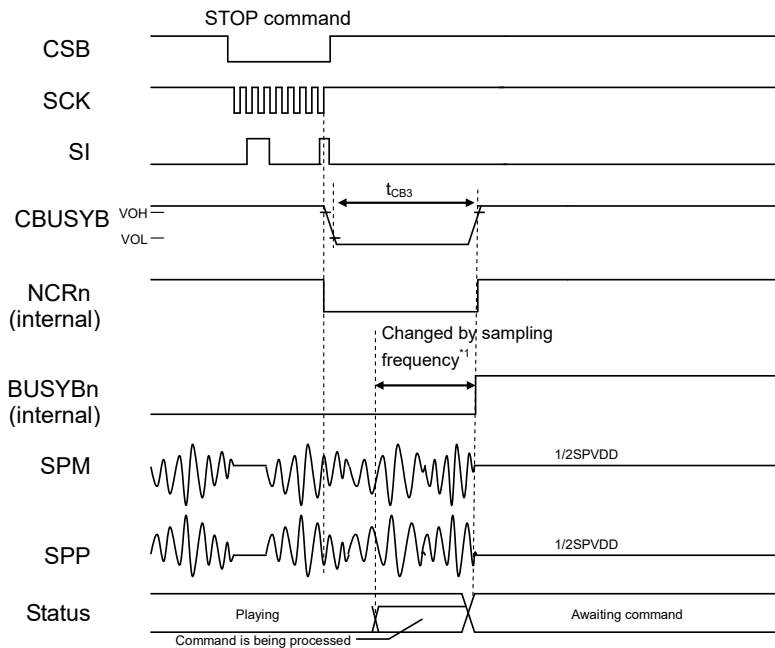 STOP command
CSB
SCK
SI
tCB3
CBUSYB
VOH
VOL
NCRn
(internal)
Changed by sampling
frequency*1
BUSYBn
(internal)
SPM
1/2SPVDD
SPP
1/2SPVDD
Status
Playing
Awaiting command
Command is being processed